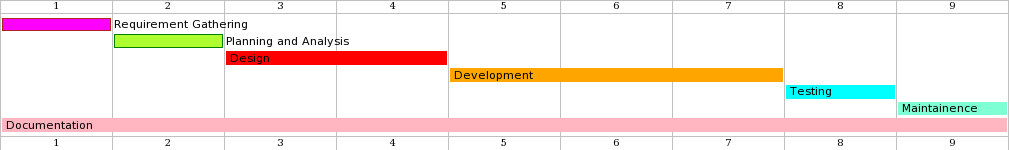 1 2 3 4 5 6 7 8 9
Requirement Gathering
Planning and Analysis
Design
Development
Testing
Maintainence
Documentation
1 2 3 4 5 6 7 8 9